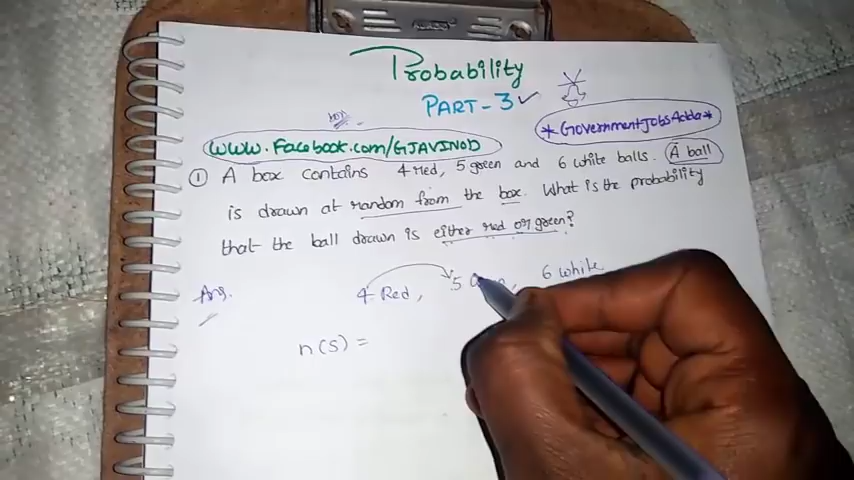 Probability
PART-3
www.Facebook.com/GJAVINOD
*GovernmentJobsAdda*
① A box contains 4 red, 5 green and 6 white balls. A ball
is drawn at random from the box. What is the probability
that the ball drawn is either red or green?
Ans. 4 Red, 5 6 white
n(S) =